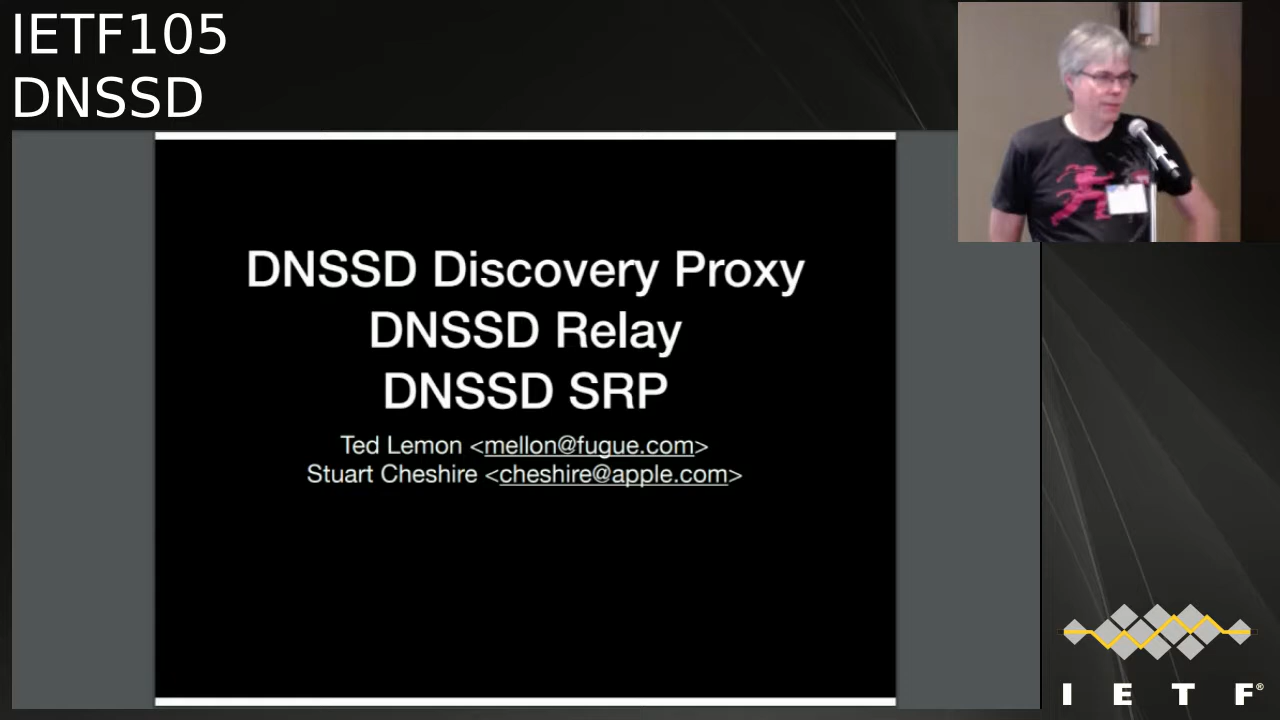 IETF105
DNSSD
DNSSD Discovery Proxy
DNSSD Relay
DNSSD SRP
Ted Lemon <mellon@fugue.com>
Stuart Cheshire <cheshire@apple.com>
I E T F®